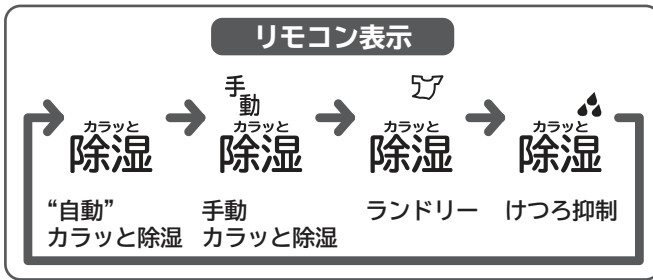 リモコン表示
カラッと
除湿
手動
カラッと
除湿
カラッと
除湿
カラッと
除湿
“自動”
カラッと除湿
手動
カラッと除湿
ランドリー
けつろ抑制